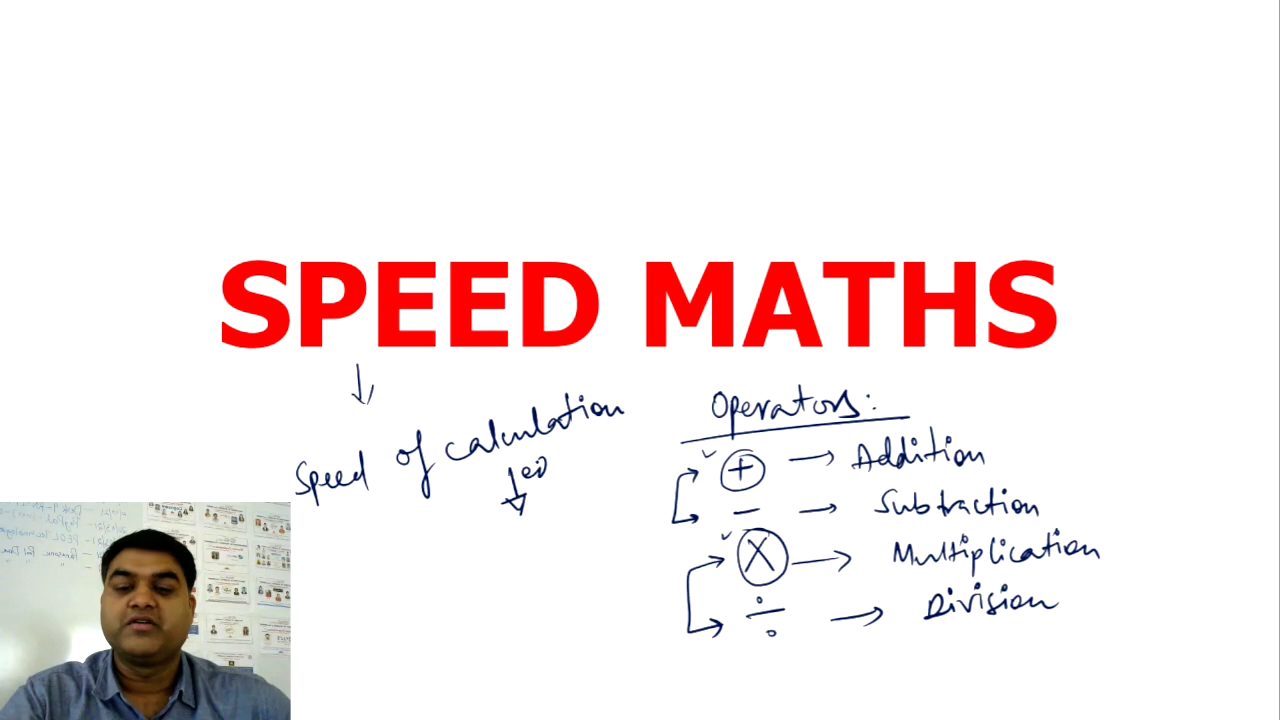 SPEED MATHS
Speed of calculation
Operators:
+ → Addition
− → Subtraction
X → Multiplication
÷ → Division